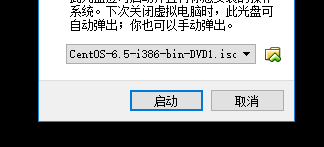 系统。下次关闭虚拟电脑时，此光盘可
自动弹出；你也可以手动弹出。
CentOS-6.5-i386-bin-DVD1.iso
启动 取消